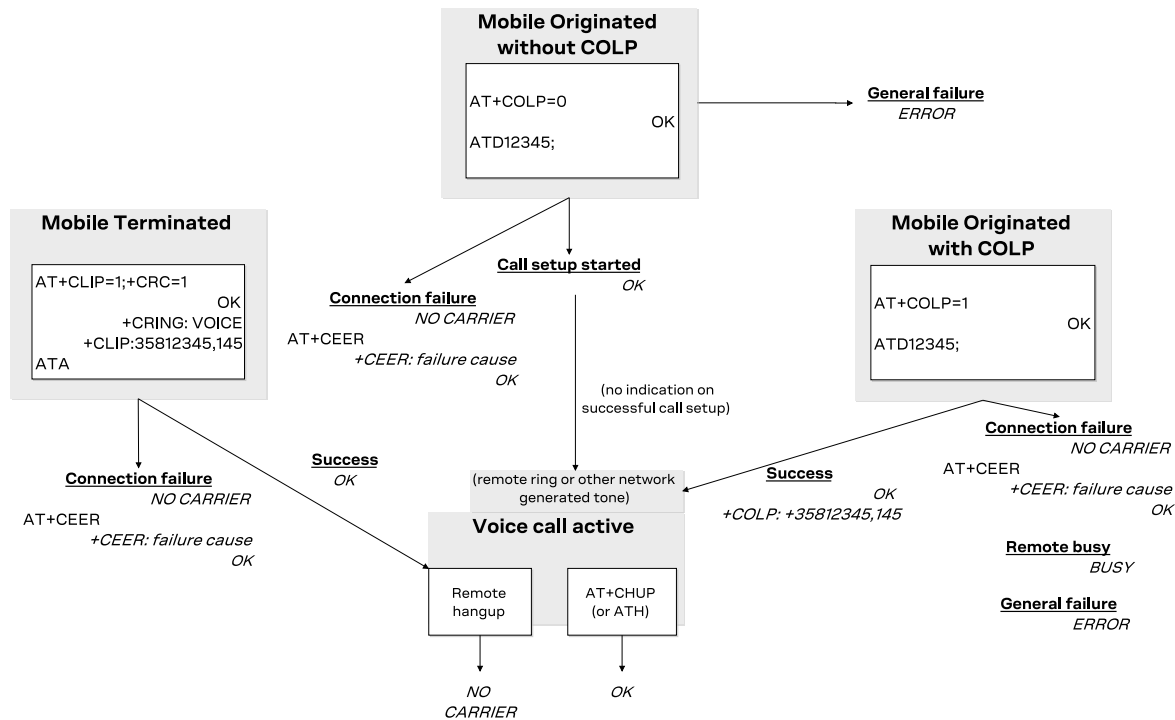 Mobile Originated
without COLP
AT+COLP=0
OK
ATD12345;
General failure
ERROR
Mobile Terminated
AT+CLIP=1;+CRC=1
OK
+CRING: VOICE
+CLIP:35812345,145
ATA
Mobile Originated
with COLP
AT+COLP=1
OK
ATD12345;
Call setup started
OK
Connection failure
NO CARRIER
AT+CEER
+CEER: failure cause
OK
(no indication on
successful call setup)
Connection failure
NO CARRIER
AT+CEER
+CEER: failure cause
OK
Success
OK
(remote ring or other network
generated tone)
Success
OK
+COLP: +35812345,145
Connection failure
NO CARRIER
AT+CEER
+CEER: failure cause
OK
Remote busy
BUSY
General failure
ERROR
Voice call active
Remote
hangup
AT+CHUP
(or ATH)
NO
CARRIER
OK